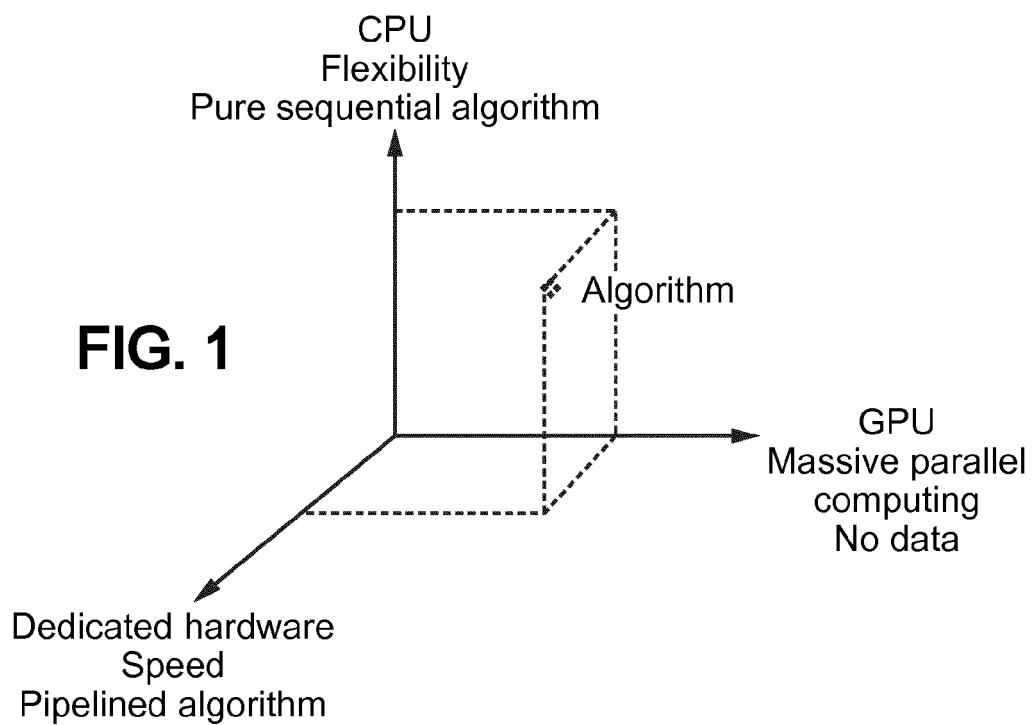 CPU
Flexibility
Pure sequential algorithm
Algorithm
FIG. 1
GPU
Massive parallel
computing
No data
Dedicated hardware
Speed
Pipelined algorithm